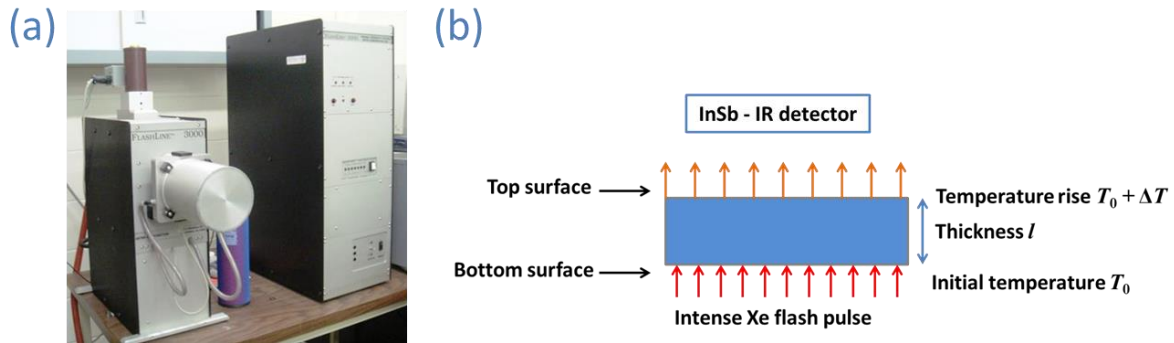 (a)
FLASHLINE™ 3000
(b)
InSb - IR detector
Top surface
Temperature rise T₀ + ΔT
Thickness l
Bottom surface
Initial temperature T₀
Intense Xe flash pulse